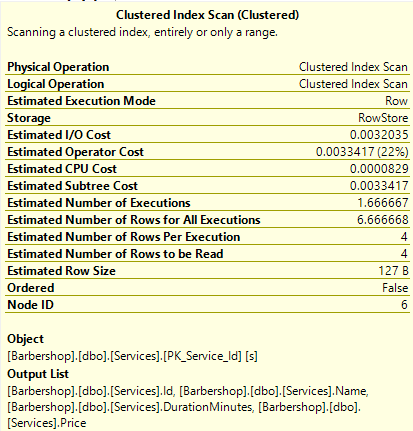 Clustered Index Scan (Clustered)
Scanning a clustered index, entirely or only a range.
Physical Operation Clustered Index Scan
Logical Operation Clustered Index Scan
Estimated Execution Mode Row
Storage RowStore
Estimated I/O Cost 0.0032035
Estimated Operator Cost 0.0033417 (22%)
Estimated CPU Cost 0.0000829
Estimated Subtree Cost 0.0033417
Estimated Number of Executions 1.666667
Estimated Number of Rows for All Executions 6.666668
Estimated Number of Rows Per Execution 4
Estimated Number of Rows to be Read 4
Estimated Row Size 127 B
Ordered False
Node ID 6
Object
[Barbershop].[dbo].[Services].[PK_Service_Id] [s]
Output List
[Barbershop].[dbo].[Services].Id, [Barbershop].[dbo].[Services].Name,
[Barbershop].[dbo].[Services].DurationMinutes, [Barbershop].[dbo].
[Services].Price